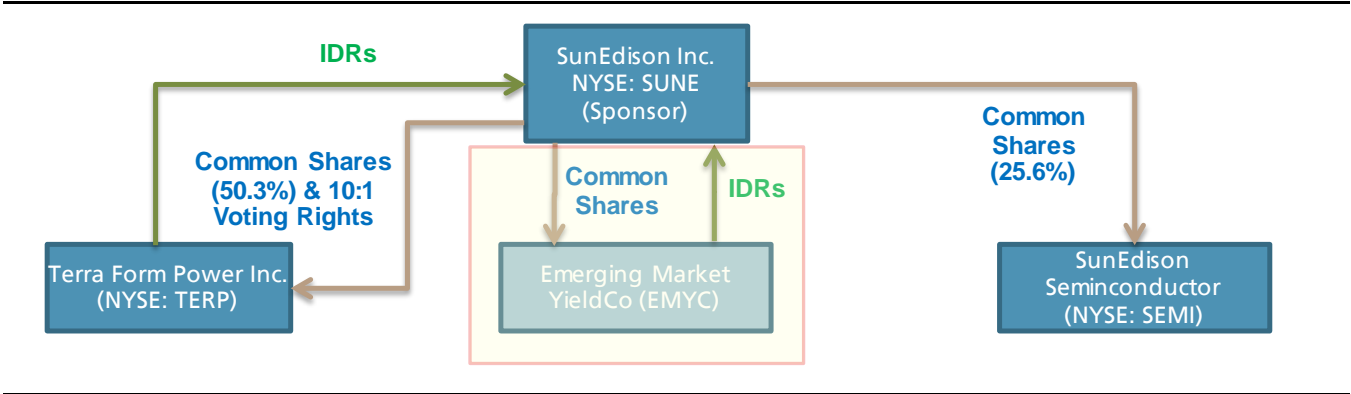 IDRs
SunEdison Inc.
NYSE: SUNE
(Sponsor)
Common Shares
(50.3%) & 10:1
Voting Rights
Common
Shares
IDRs
Common
Shares
(25.6%)
Terra Form Power Inc.
(NYSE: TERP)
Emerging Market
YieldCo (EMYC)
SunEdison
Seminconductor
(NYSE: SEMI)